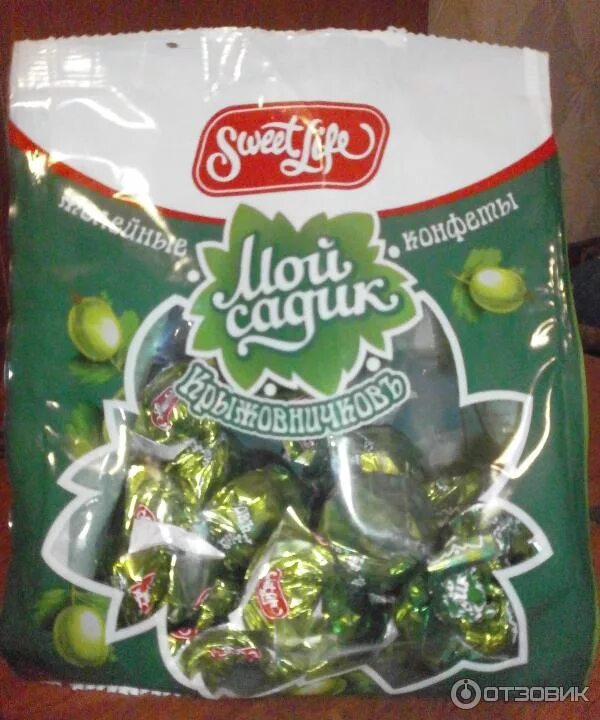 Sweet Life
желейные конфеты
Мой
садик
Крыжовничковъ
ОТЗОВИК